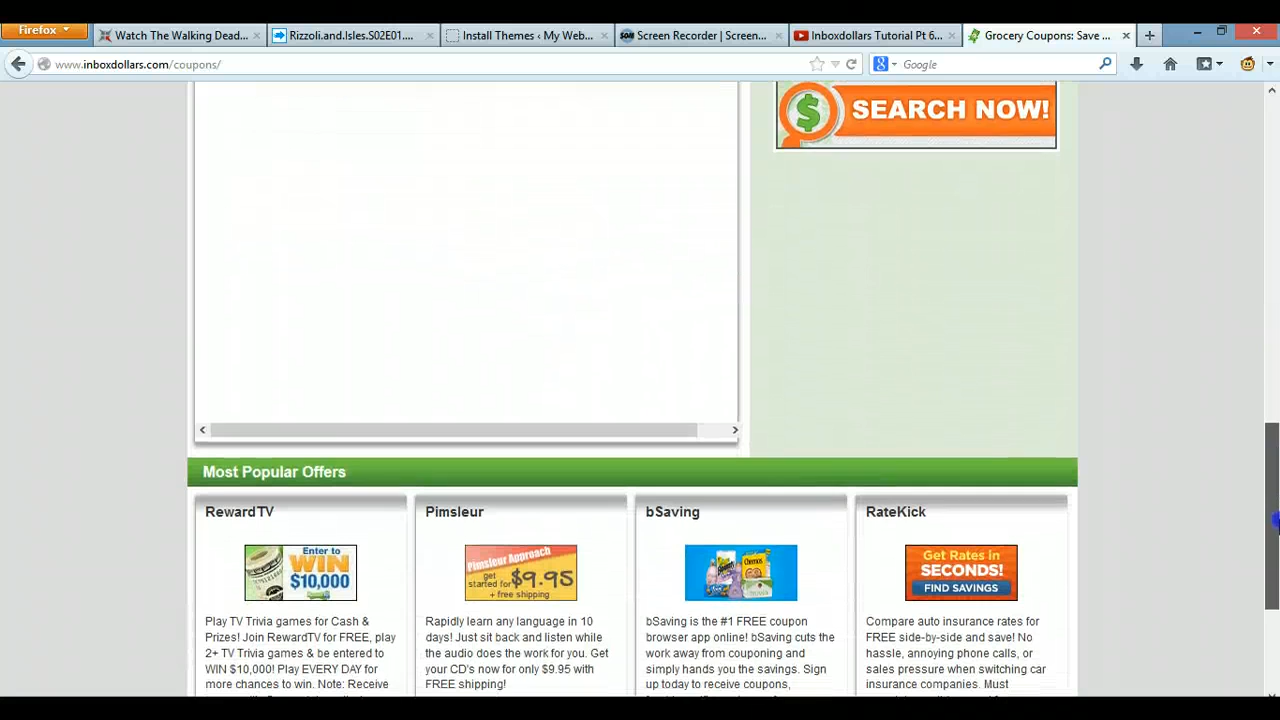 Firefox
Watch The Walking Dead...
Rizzoli.and.Isles.S02E01....
Install Themes ‹ My Web...
Screen Recorder | Screen...
Inboxdollars Tutorial Pt 6...
Grocery Coupons: Save ...
www.inboxdollars.com/coupons/
Google
SEARCH NOW!
Most Popular Offers
RewardTV
Pimsleur
bSaving
RateKick
Enter to
WIN
$10,000
Pimsleur Approach
get
started for $9.95
+ free shipping
Get Rates in
SECONDS!
FIND SAVINGS
Play TV Trivia games for Cash &
Prizes! Join RewardTV for FREE, play
2+ TV Trivia games & be entered to
WIN $10,000! Play EVERY DAY for
more chances to win. Note: Receive
Rapidly learn any language in 10
days! Just sit back and listen while
the audio does the work for you. Get
your CD's now for only $9.95 with
FREE shipping!
bSaving is the #1 FREE coupon
browser app online! bSaving cuts the
work away from couponing and
simply hands you the savings. Sign
up today to receive coupons,
Compare auto insurance rates for
FREE side-by-side and save! No
hassle, annoying phone calls, or
sales pressure when switching car
insurance companies. Must